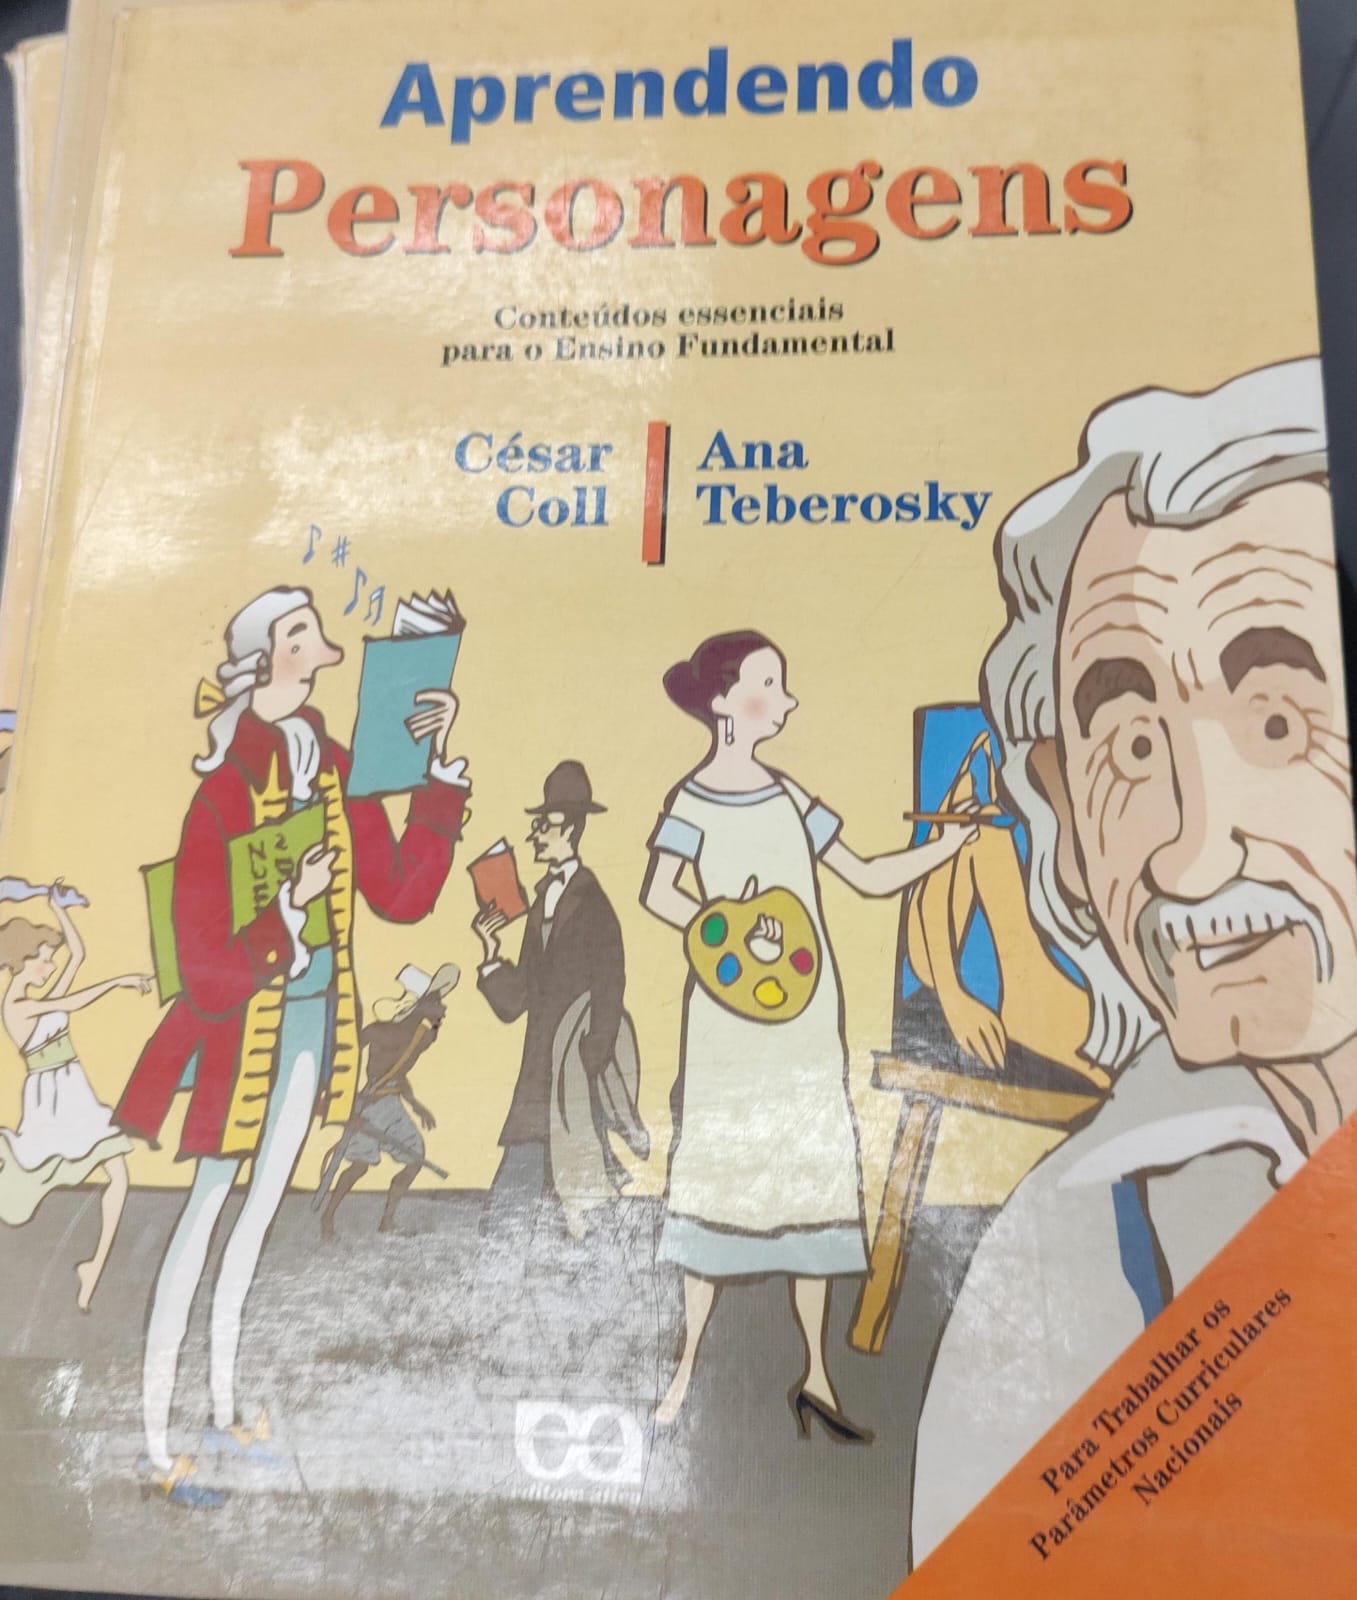 Aprendendo
Personagens
Conteúdos essenciais
para o Ensino Fundamental
César
Coll
Ana
Teberosky
Para Trabalhar os
Parâmetros Curriculares
Nacionais